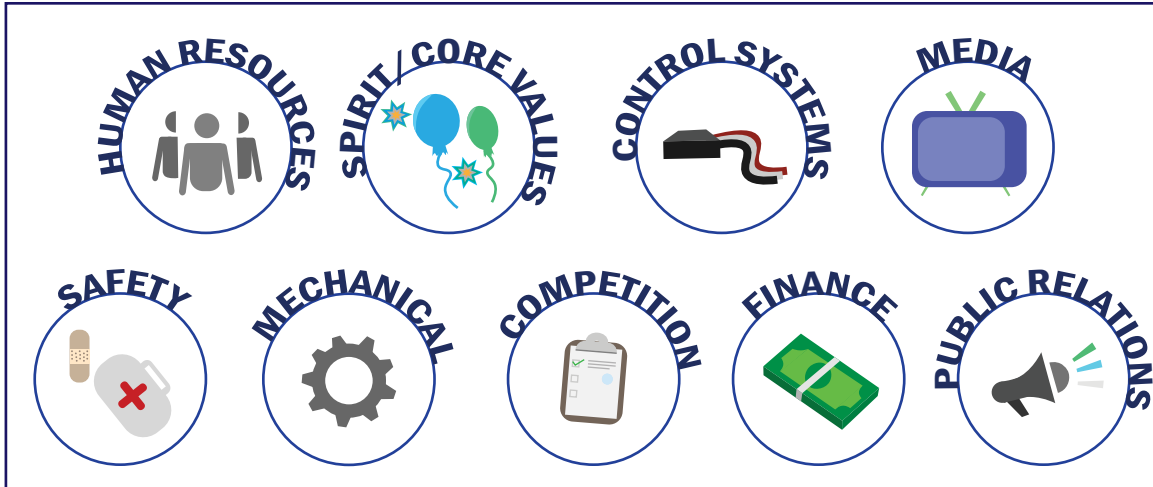 HUMAN RESOURCES
SPIRIT / CORE VALUES
CONTROL SYSTEMS
MEDIA
SAFETY
MECHANICAL
COMPETITION
FINANCE
PUBLIC RELATIONS